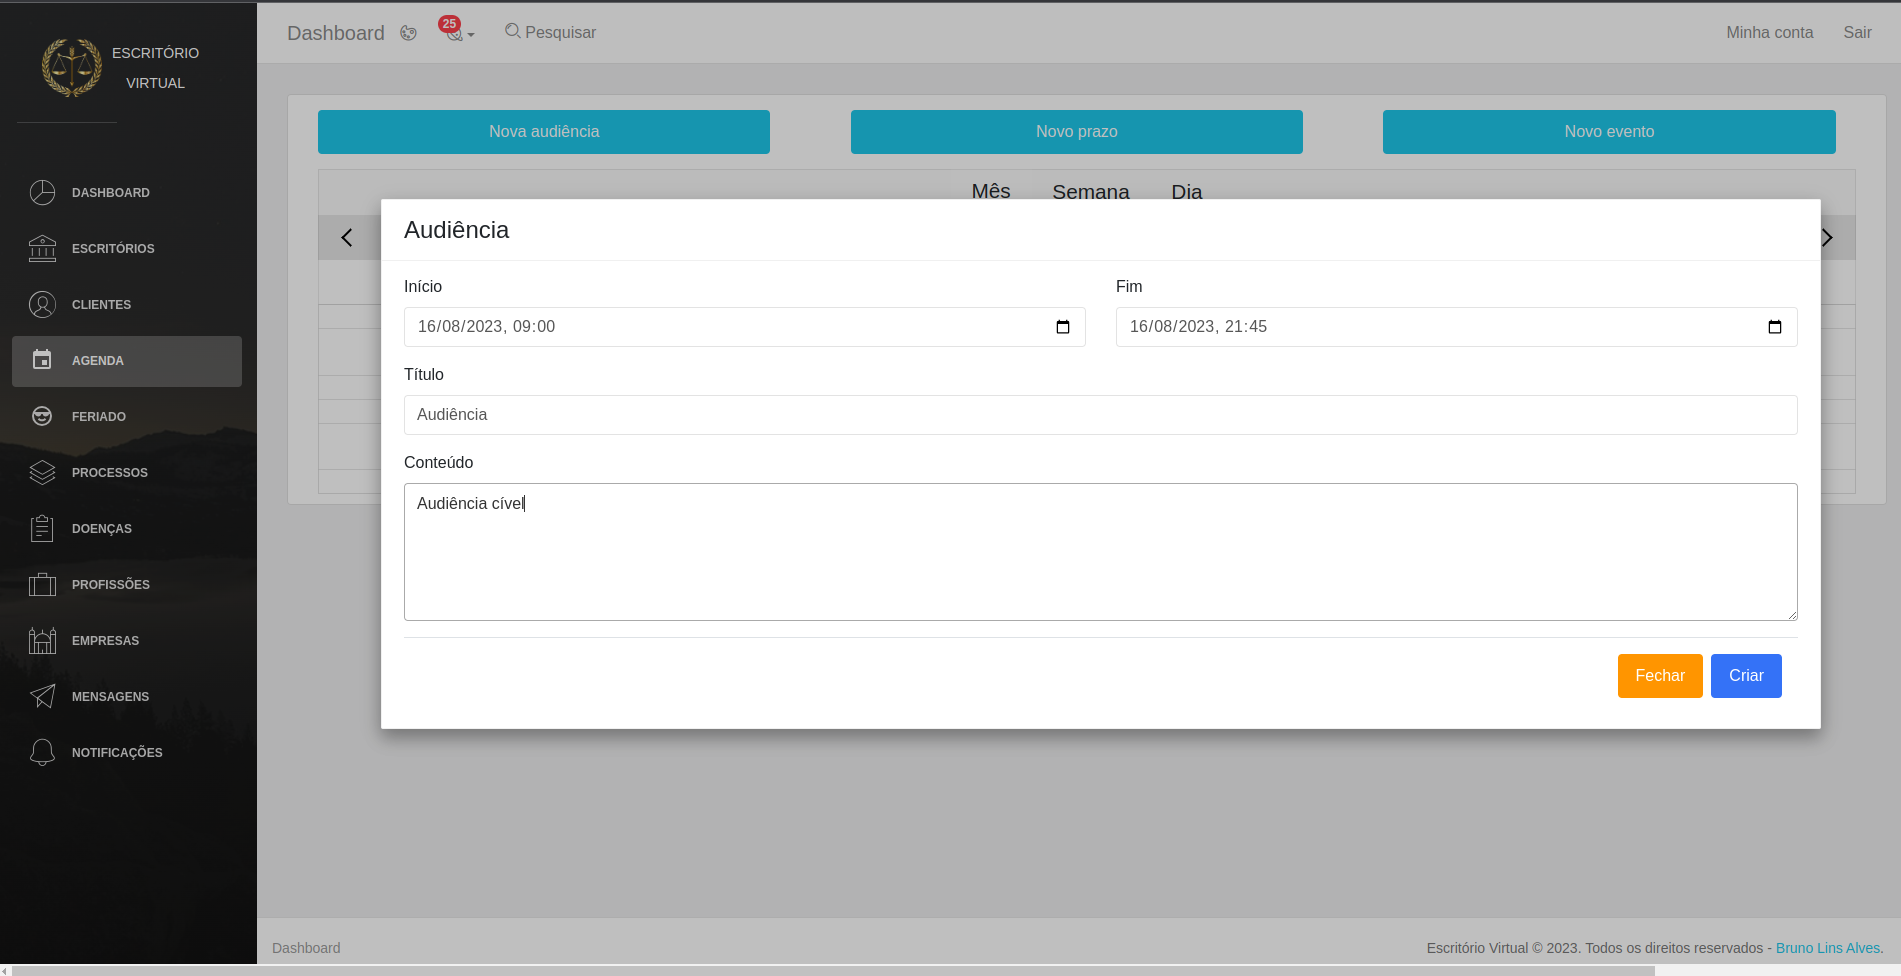 ESCRITÓRIO
VIRTUAL
DASHBOARD
ESCRITÓRIOS
CLIENTES
AGENDA
FERIADO
PROCESSOS
DOENÇAS
PROFISSÕES
EMPRESAS
MENSAGENS
NOTIFICAÇÕES
Dashboard 25 Pesquisar Minha conta Sair
Nova audiência Novo prazo Novo evento
Mês Semana Dia
Audiência
Início Fim
16/08/2023, 09:00 16/08/2023, 21:45
Título
Audiência
Conteúdo
Audiência cível
Fechar Criar
Dashboard Escritório Virtual © 2023. Todos os direitos reservados - Bruno Lins Alves.